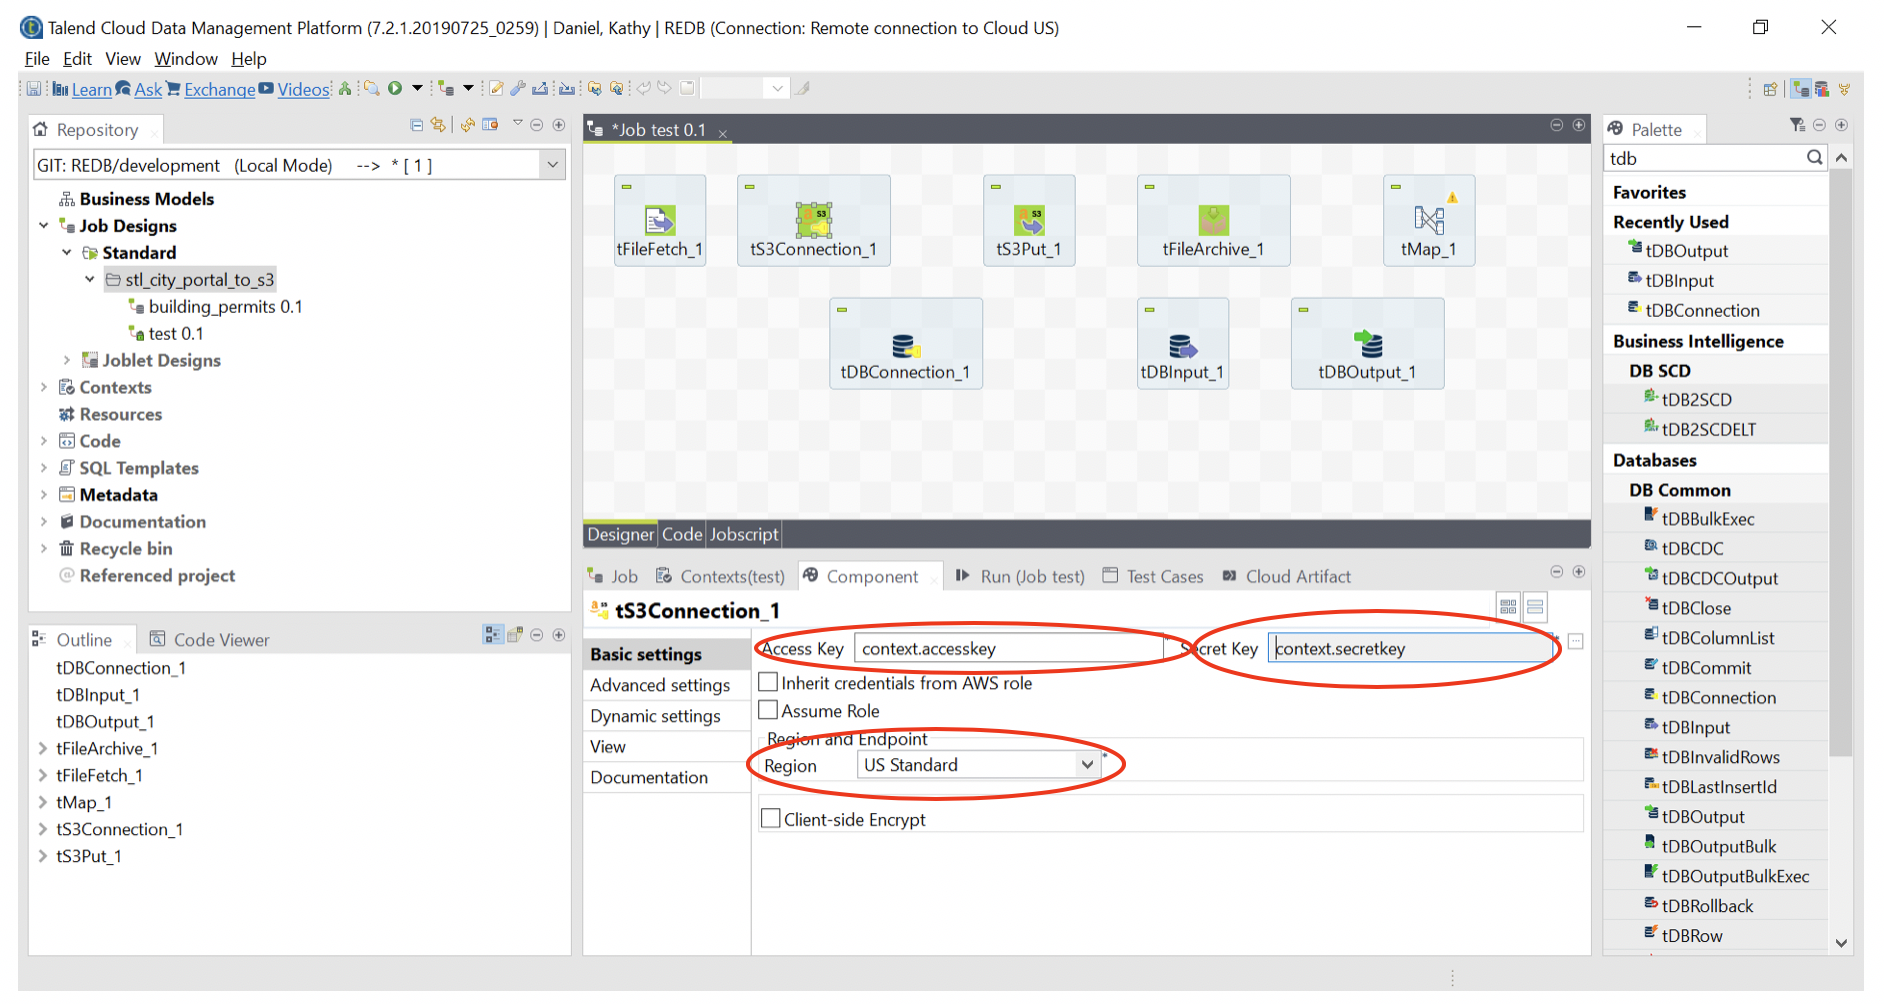 Talend Cloud Data Management Platform (7.2.1.20190725_0259) | Daniel, Kathy | REDB (Connection: Remote connection to Cloud US)
File Edit View Window Help
Learn Ask Exchange Videos
Repository
GIT: REDB/development (Local Mode) --> * [ 1 ]
Business Models
Job Designs
Standard
stl_city_portal_to_s3
building_permits 0.1
test 0.1
Joblet Designs
Contexts
Resources
Code
SQL Templates
Metadata
Documentation
Recycle bin
Referenced project
Outline Code Viewer
tDBConnection_1
tDBInput_1
tDBOutput_1
tFileArchive_1
tFileFetch_1
tMap_1
tS3Connection_1
tS3Put_1
*Job test 0.1
tFileFetch_1 tS3Connection_1 tS3Put_1 tFileArchive_1 tMap_1
tDBConnection_1 tDBInput_1 tDBOutput_1
Designer Code Jobscript
Job Contexts(test) Component Run (Job test) Test Cases Cloud Artifact
tS3Connection_1
Basic settings
Advanced settings
Dynamic settings
View
Documentation
Access Key context.accesskey * Secret Key context.secretkey *
Inherit credentials from AWS role
Assume Role
Region and Endpoint
Region US Standard *
Client-side Encrypt
Palette
tdb
Favorites
Recently Used
tDBOutput
tDBInput
tDBConnection
Business Intelligence
DB SCD
tDB2SCD
tDB2SCDELT
Databases
DB Common
tDBBulkExec
tDBCDC
tDBCDCOutput
tDBClose
tDBColumnList
tDBCommit
tDBConnection
tDBInput
tDBInvalidRows
tDBLastInsertId
tDBOutput
tDBOutputBulk
tDBOutputBulkExec
tDBRollback
tDBRow